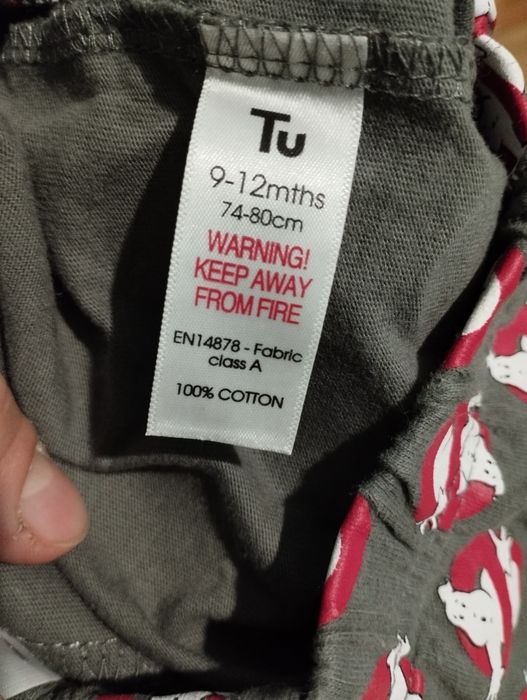 Tu
9-12mths
74-80cm
WARNING!
KEEP AWAY
FROM FIRE
EN14878 - Fabric
class A
100% COTTON